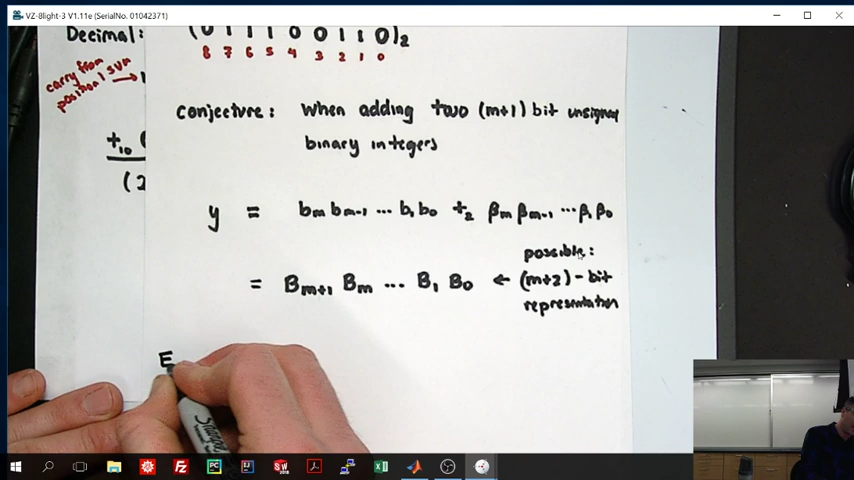 VZ-8light-3 V1.11e (SerialNo. 01042371)
Decimal:
(0 1 1 1 0 0 1 1 0)₂
8 7 6 5 4 3 2 1 0
carry from
positional sum →
conjecture: When adding two (m+1) bit unsigned
binary integers
+₁₀ (
(2
y = bₘ bₘ₋₁ ... b₁ b₀ +₂ βₘ βₘ₋₁ ... β₁ β₀
possible:
= Bₘ₊₁ Bₘ ... B₁ B₀ ← (m+2) - bit
representation
E